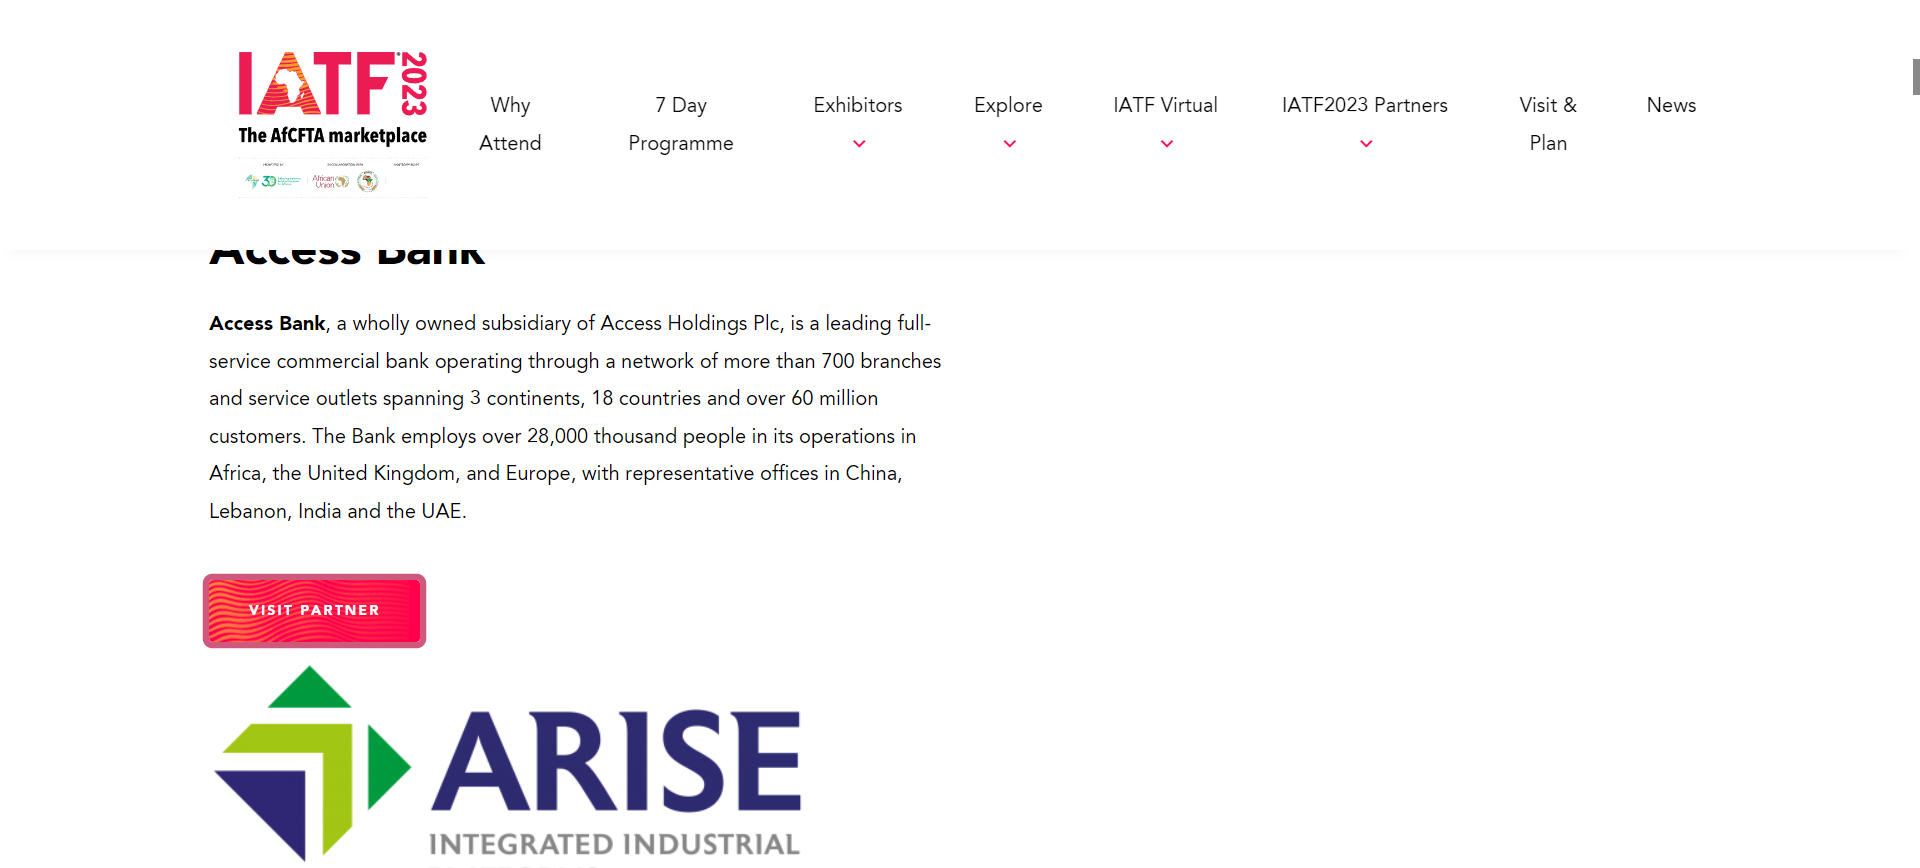 IATF 2023
The AfCFTA marketplace
African
Union
Why
Attend
7 Day
Programme
Exhibitors
Explore
IATF Virtual
IATF2023 Partners
Visit &
Plan
News
Access Bank
Access Bank, a wholly owned subsidiary of Access Holdings Plc, is a leading full-
service commercial bank operating through a network of more than 700 branches
and service outlets spanning 3 continents, 18 countries and over 60 million
customers. The Bank employs over 28,000 thousand people in its operations in
Africa, the United Kingdom, and Europe, with representative offices in China,
Lebanon, India and the UAE.
VISIT PARTNER
ARISE
INTEGRATED INDUSTRIAL